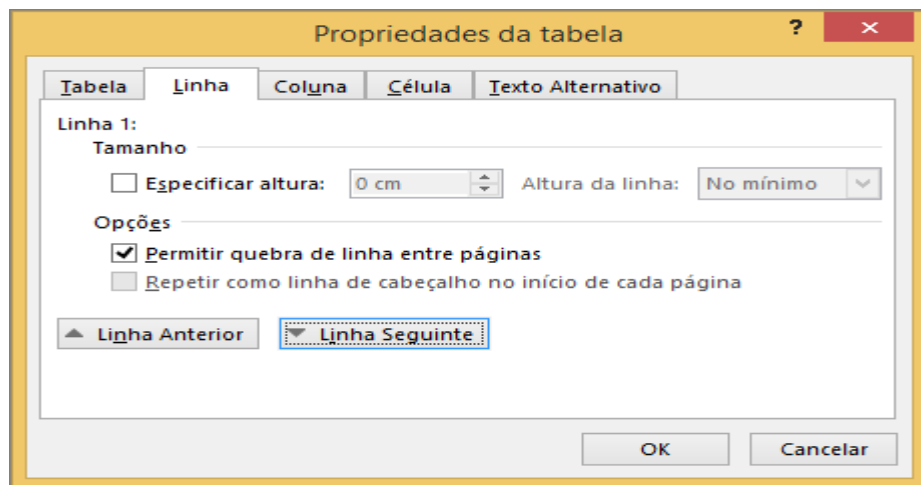 Propriedades da tabela ? ×
Tabela Linha Coluna Célula Texto Alternativo
Linha 1:
Tamanho
Especificar altura: 0 cm Altura da linha: No mínimo
Opções
Permitir quebra de linha entre páginas
Repetir como linha de cabeçalho no início de cada página
Linha Anterior Linha Seguinte
OK Cancelar